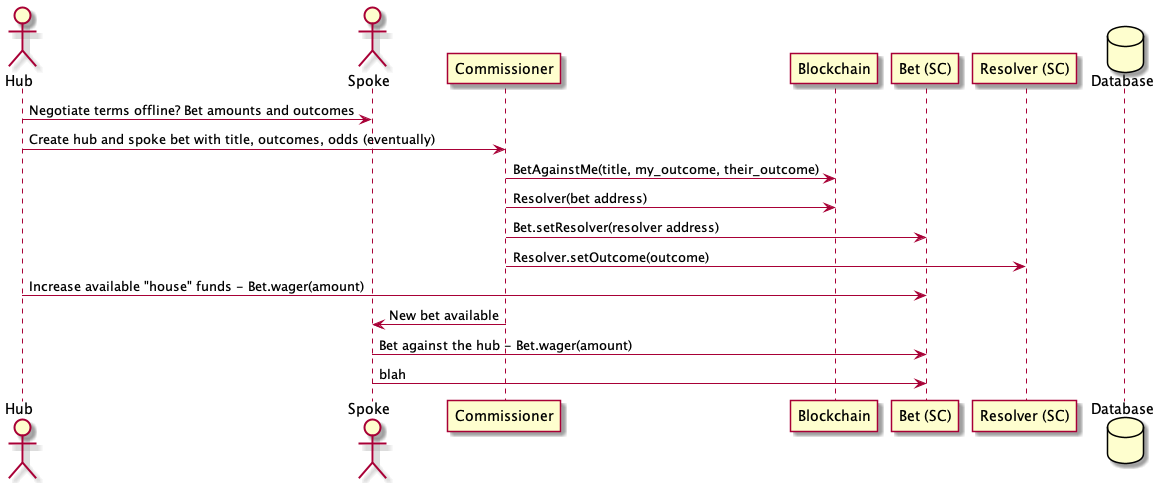 Hub
Spoke
Commissioner
Blockchain
Bet (SC)
Resolver (SC)
Database
Negotiate terms offline? Bet amounts and outcomes
Create hub and spoke bet with title, outcomes, odds (eventually)
BetAgainstMe(title, my_outcome, their_outcome)
Resolver(bet address)
Bet.setResolver(resolver address)
Resolver.setOutcome(outcome)
Increase available "house" funds - Bet.wager(amount)
New bet available
Bet against the hub - Bet.wager(amount)
blah
Hub
Spoke
Commissioner
Blockchain
Bet (SC)
Resolver (SC)
Database